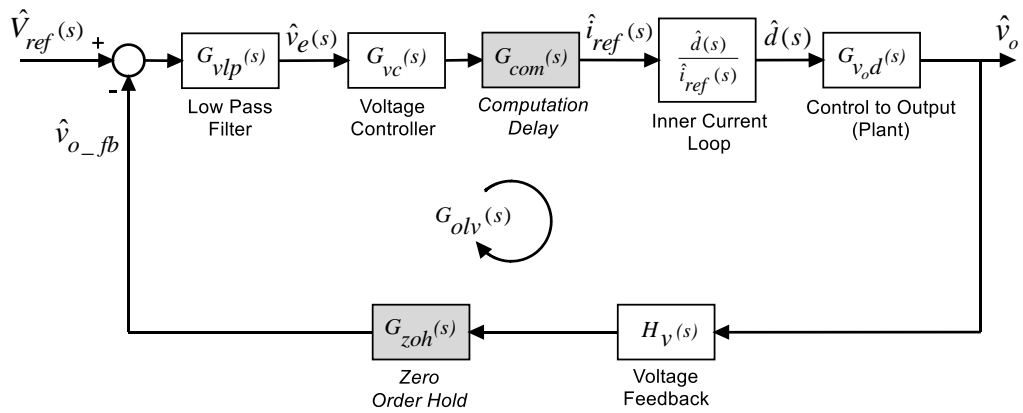 V̂ref(s)
+
-
Gvlp(s)
Low Pass
Filter
v̂e(s)
Gvc(s)
Voltage
Controller
Gcom(s)
Computation
Delay
îref(s)
d̂(s)
îref(s)
Inner Current
Loop
d̂(s)
Gvod(s)
Control to Output
(Plant)
v̂o
v̂o_fb
Golv(s)
Gzoh(s)
Zero
Order Hold
Hv(s)
Voltage
Feedback